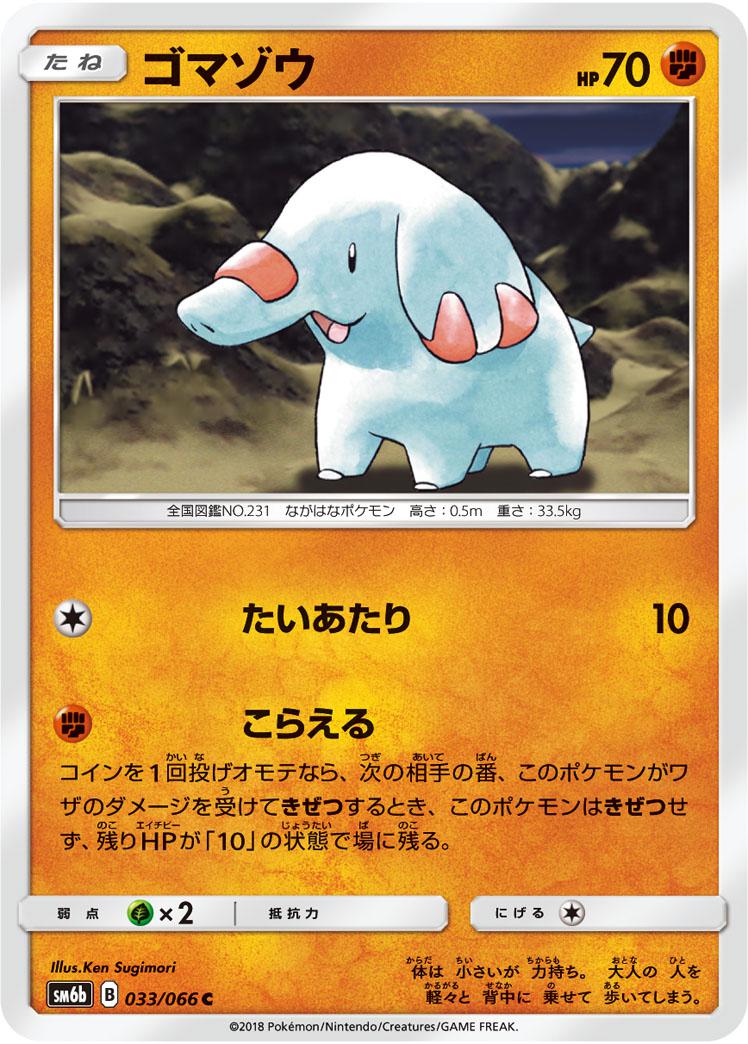 たね ゴマゾウ HP70
全国図鑑NO.231 ながはなポケモン 高さ：0.5m 重さ：33.5kg
たいあたり 10
こらえる
コインを1回投げオモテなら、次の相手の番、このポケモンがワ
ザのダメージを受けてきぜつするとき、このポケモンはきぜつせ
ず、残りHPが「10」の状態で場に残る。
弱点 ×2 抵抗力 にげる
Illus.Ken Sugimori
体は 小さいが 力持ち。 大人の 人を
軽々と 背中に 乗せて 歩いてしまう。
SM6b B 033/066 C
©2018 Pokémon/Nintendo/Creatures/GAME FREAK.